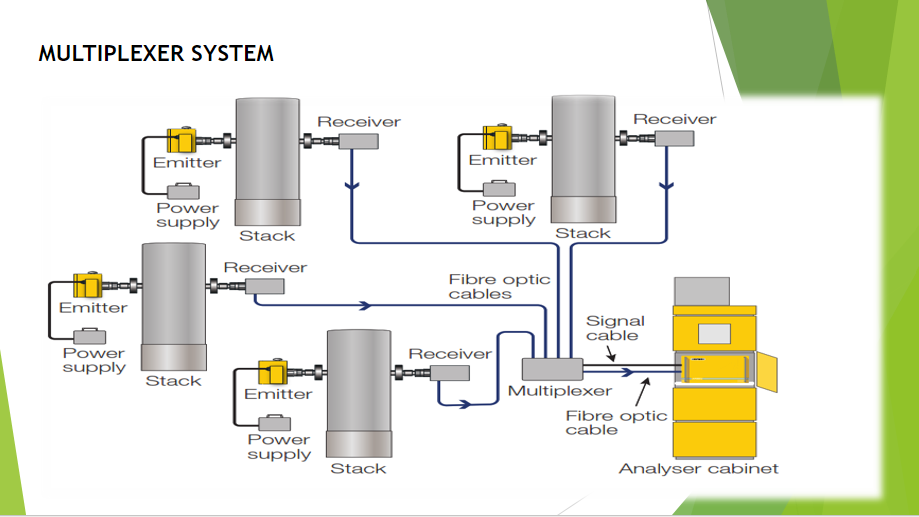 MULTIPLEXER SYSTEM
Receiver
Emitter
Power
supply
Stack
Receiver
Emitter
Power
supply
Stack
Receiver
Emitter
Power
supply
Stack
Fibre optic
cables
Signal
cable
Receiver
Emitter
Power
supply
Stack
Multiplexer
Fibre optic
cable
Analyser cabinet